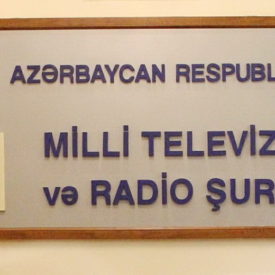 AZƏRBAYCAN RESPUBL
MİLLİ TELEVİZ
və RADİO ŞUR